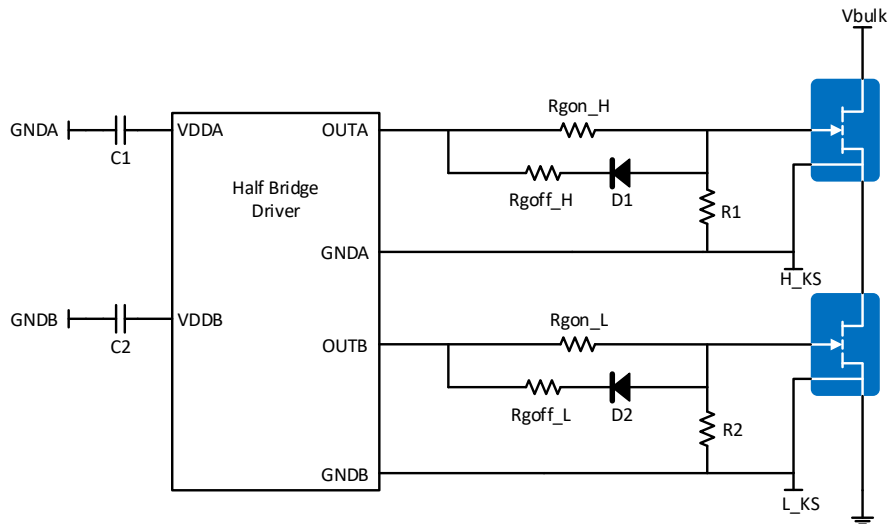 Vbulk
Rgon_H
GNDA
VDDA
OUTA
C1
Rgoff_H
D1
Half Bridge
Driver
R1
GNDA
H_KS
GNDB
VDDB
Rgon_L
C2
OUTB
Rgoff_L
D2
R2
GNDB
L_KS